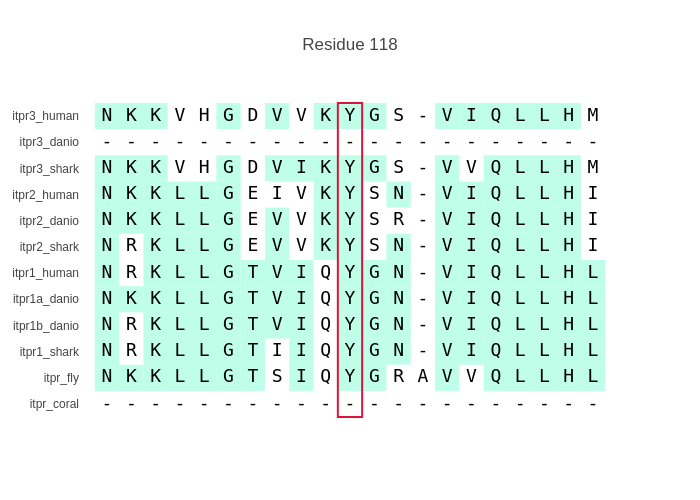 Residue 118
itpr3_human N K K V H G D V V K Y G S - V I Q L L H M
itpr3_danio - - - - - - - - - - - - - - - - - - - - -
itpr3_shark N K K V H G D V I K Y G S - V V Q L L H M
itpr2_human N K K L L G E I V K Y S N - V I Q L L H I
itpr2_danio N K K L L G E V V K Y S R - V I Q L L H I
itpr2_shark N R K L L G E V V K Y S N - V I Q L L H I
itpr1_human N R K L L G T V I Q Y G N - V I Q L L H L
itpr1a_danio N K K L L G T V I Q Y G N - V I Q L L H L
itpr1b_danio N R K L L G T V I Q Y G N - V I Q L L H L
itpr1_shark N R K L L G T I I Q Y G N - V I Q L L H L
itpr_fly N K K L L G T S I Q Y G R A V V Q L L H L
itpr_coral - - - - - - - - - - - - - - - - - - - - -